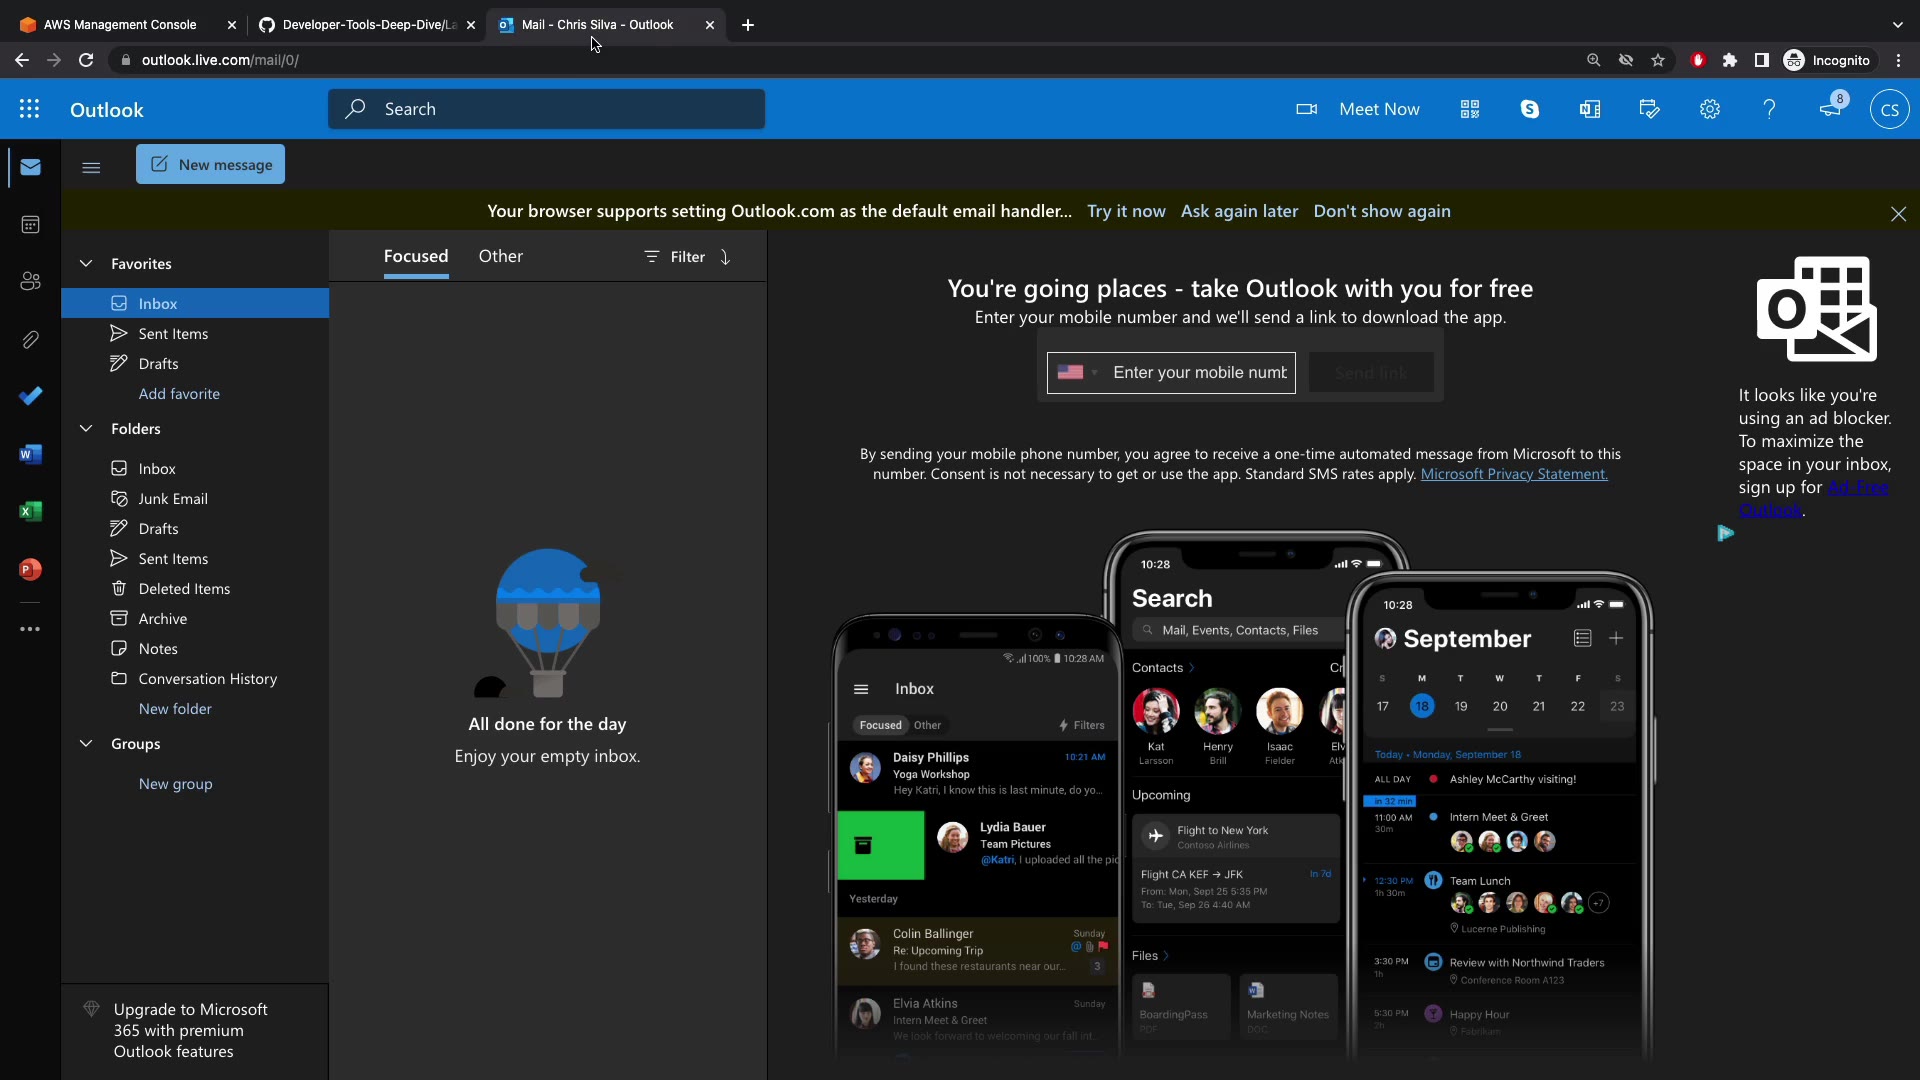 AWS Management Console
Developer-Tools-Deep-Dive/La
Mail - Chris Silva - Outlook
outlook.live.com/mail/0/
Incognito
Outlook
Search
Meet Now
8
CS
New message
Your browser supports setting Outlook.com as the default email handler... Try it now Ask again later Don't show again
Favorites
Inbox
Sent Items
Drafts
Add favorite
Folders
Inbox
Junk Email
Drafts
Sent Items
Deleted Items
Archive
Notes
Conversation History
New folder
Groups
New group
Upgrade to Microsoft
365 with premium
Outlook features
Focused Other Filter
All done for the day
Enjoy your empty inbox.
You're going places - take Outlook with you for free
Enter your mobile number and we'll send a link to download the app.
Enter your mobile numb
Send link
By sending your mobile phone number, you agree to receive a one-time automated message from Microsoft to this
number. Consent is not necessary to get or use the app. Standard SMS rates apply. Microsoft Privacy Statement.
It looks like you're
using an ad blocker.
To maximize the
space in your inbox,
sign up for Ad-Free
Outlook.
100% 10:28 AM
Inbox
Focused Other Filters
Daisy Phillips 10:21 AM
Yoga Workshop
Hey Katri, I know this is last minute, do yo...
Lydia Bauer
Team Pictures
@Katri, I uploaded all the pic
Yesterday
Colin Ballinger Sunday
Re: Upcoming Trip
I found these restaurants near our... 3
Elvia Atkins Sunday
Intern Meet & Greet
We look forward to welcoming our fall int...
10:28
Search
Mail, Events, Contacts, Files
Contacts Cr
Kat Henry Isaac Elv
Larsson Brill Fielder Atk
Upcoming
Flight to New York
Contoso Airlines
Flight CA KEF → JFK In 7d
From: Mon, Sept 25 5:35 PM
To: Tue, Sep 26 4:40 AM
Files
BoardingPass
PDF
Marketing Notes
DOC
10:28
September
S M T W T F S
17 18 19 20 21 22 23
Today • Monday, September 18
ALL DAY Ashley McCarthy visiting!
in 32 min
11:00 AM Intern Meet & Greet
30m
12:30 PM Team Lunch
1h 30m
+7
Lucerne Publishing
3:30 PM Review with Northwind Traders
1h Conference Room A123
5:30 PM Happy Hour
2h Fabrikam